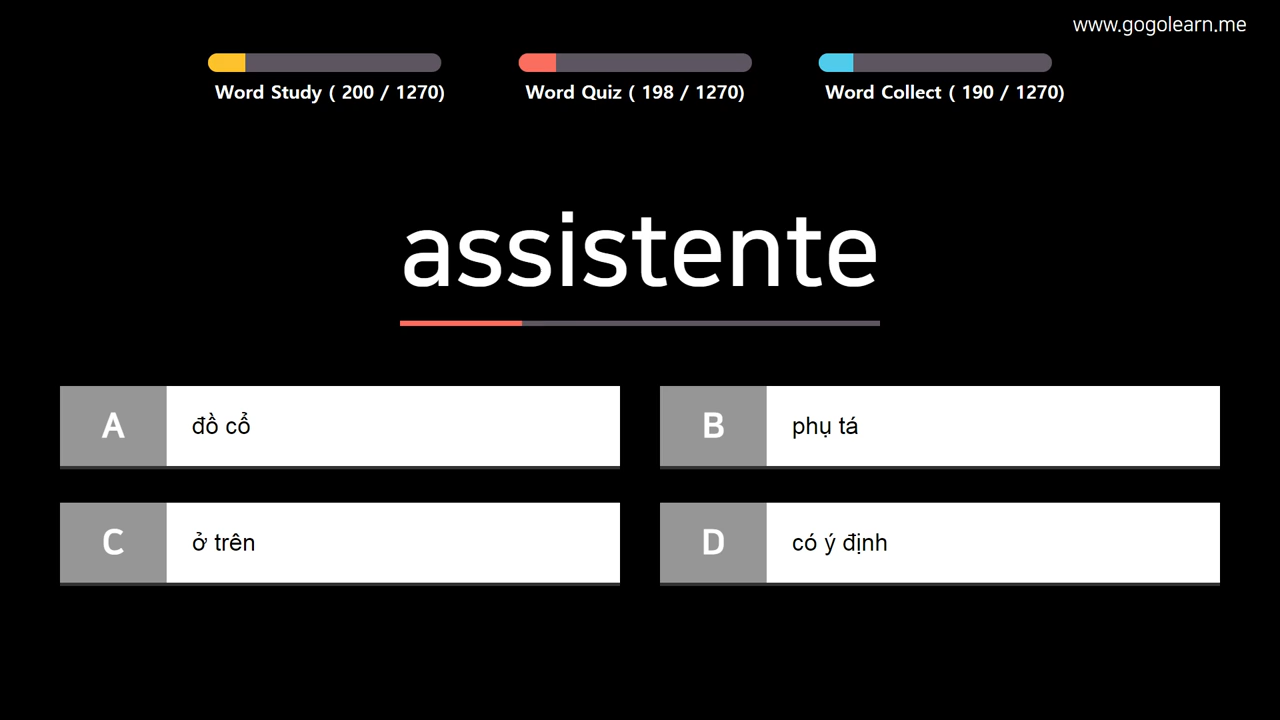 www.gogolearn.me
Word Study ( 200 / 1270)
Word Quiz ( 198 / 1270)
Word Collect ( 190 / 1270)
assistente
A đồ cổ
B phụ tá
C ở trên
D có ý định